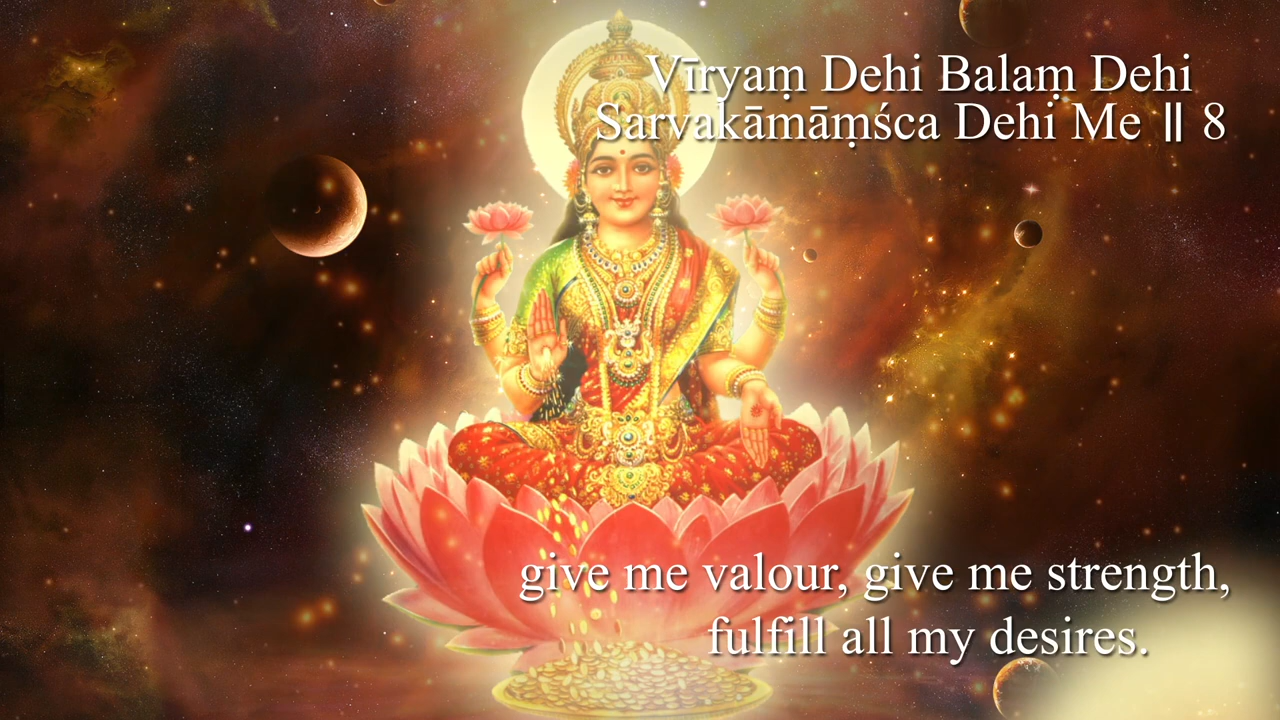 Vīryaṃ Dehi Balaṃ Dehi
Sarvakāmāṃśca Dehi Me || 8
give me valour, give me strength,
fulfill all my desires.